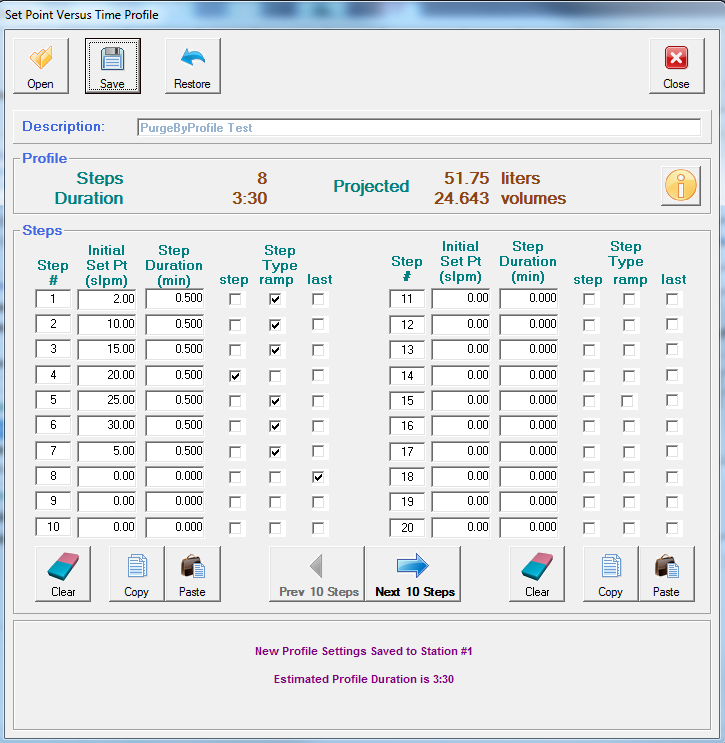 Set Point Versus Time Profile
Open
Save
Restore
Close
Description:
PurgeByProfile Test
Profile
Steps 8
Duration 3:30
Projected 51.75 liters
24.643 volumes
Steps
Step # Initial Set Pt (slpm) Step Duration (min) step Step Type ramp last
1 2.00 0.500
2 10.00 0.500
3 15.00 0.500
4 20.00 0.500
5 25.00 0.500
6 30.00 0.500
7 5.00 0.500
8 0.00 0.000
9 0.00 0.000
10 0.00 0.000
Step # Initial Set Pt (slpm) Step Duration (min) step Step Type ramp last
11 0.00 0.000
12 0.00 0.000
13 0.00 0.000
14 0.00 0.000
15 0.00 0.000
16 0.00 0.000
17 0.00 0.000
18 0.00 0.000
19 0.00 0.000
20 0.00 0.000
Clear
Copy
Paste
Prev 10 Steps
Next 10 Steps
Clear
Copy
Paste
New Profile Settings Saved to Station #1
Estimated Profile Duration is 3:30